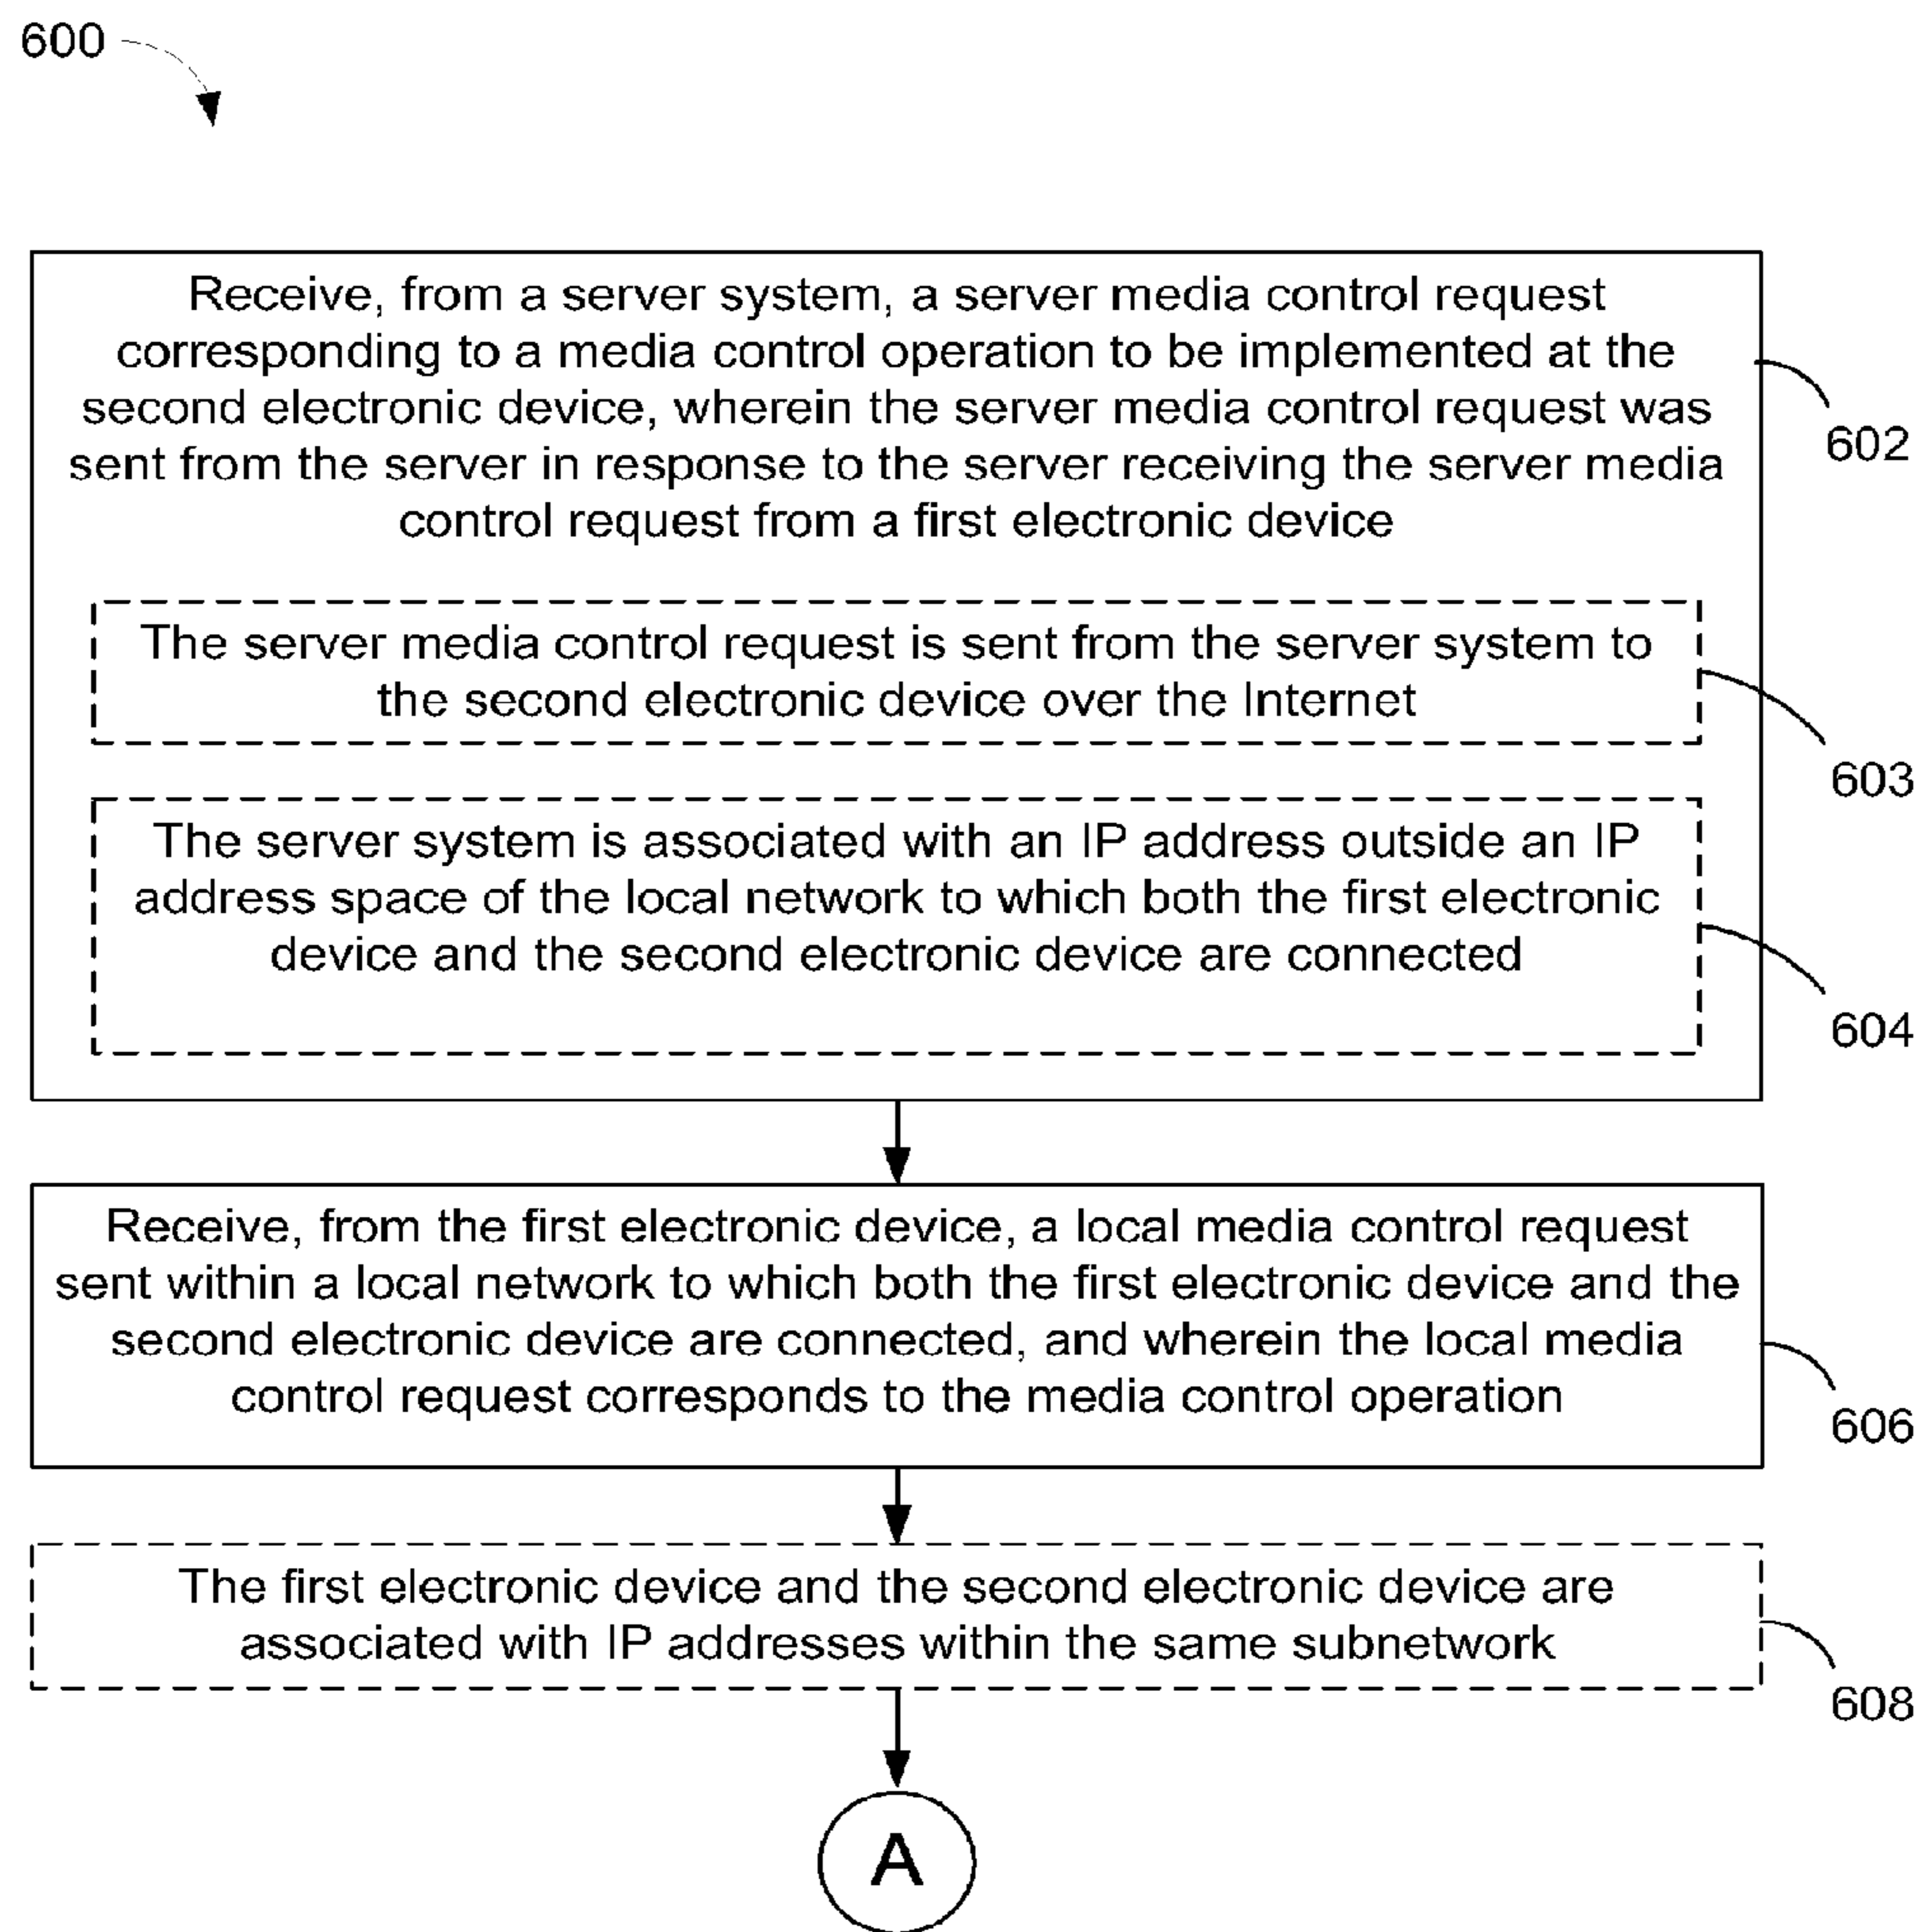 600
Receive, from a server system, a server media control request
corresponding to a media control operation to be implemented at the
second electronic device, wherein the server media control request was
sent from the server in response to the server receiving the server media
control request from a first electronic device
602
The server media control request is sent from the server system to
the second electronic device over the Internet
603
The server system is associated with an IP address outside an IP
address space of the local network to which both the first electronic
device and the second electronic device are connected
604
Receive, from the first electronic device, a local media control request
sent within a local network to which both the first electronic device and the
second electronic device are connected, and wherein the local media
control request corresponds to the media control operation
606
The first electronic device and the second electronic device are
associated with IP addresses within the same subnetwork
608
A